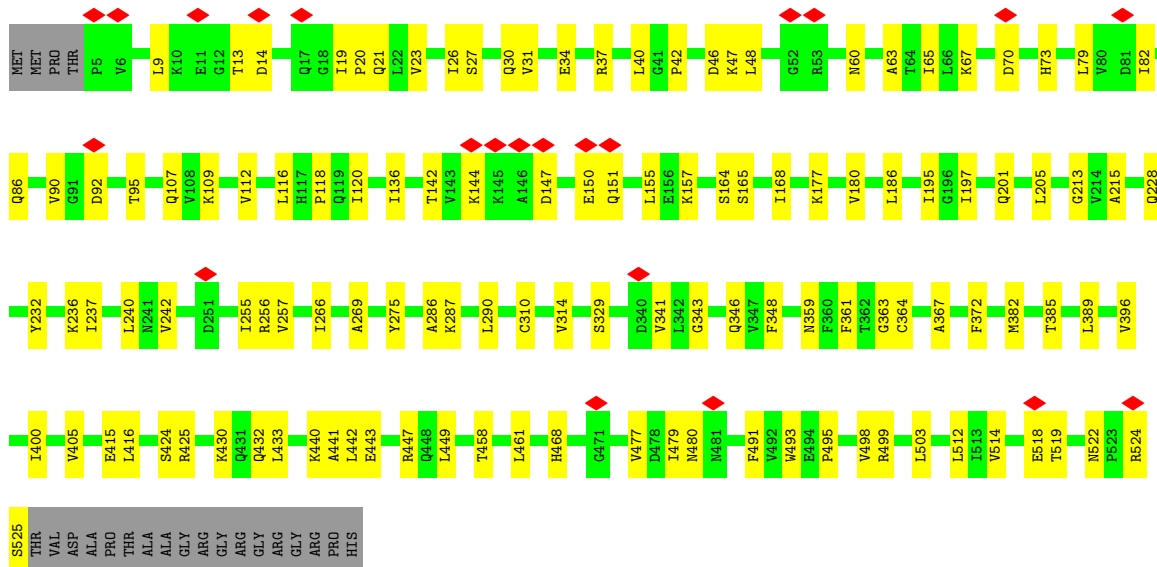 MET MET PRO THR P5 V6 L9 K10 E11 G12 T13 D14 Q17 G18 I19 P20 Q21 L22 V23 I26 S27 Q30 V31 E34 R37 L40 G41 P42 D46 K47 L48 G52 R53 N60 A63 T64 I65 L66 K67 D70 H73 L79 V80 D81 I82
Q86 V90 G91 D92 T95 Q107 V108 K109 V112 L116 H117 P118 Q119 I120 I136 T142 V143 K144 K145 A146 D147 E150 Q151 L155 E156 K157 S164 S165 I168 K177 V180 L186 I195 G196 I197 Q201 L205 G213 V214 A215 Q228
Y232 K236 I237 L240 N241 V242 D251 I255 R256 V257 I266 A269 Y275 A286 K287 L290 C310 V314 S329 D340 V341 L342 G343 Q346 V347 F348 N359 F360 F361 T362 G363 C364 A367 F372 M382 T385 L389 V396
I400 V405 E415 L416 S424 R425 K430 Q431 Q432 L433 K440 A441 L442 E443 R447 Q448 L449 T458 L461 H468 G471 V477 D478 I479 N480 N481 F491 V492 W493 E494 P495 V498 R499 L503 L512 I513 V514 E518 T519 N522 P523 R524
S525 THR VAL ASP ALA PRO THR ALA ALA GLY ARG GLY ARG GLY ARG GLY ARG PRO HIS